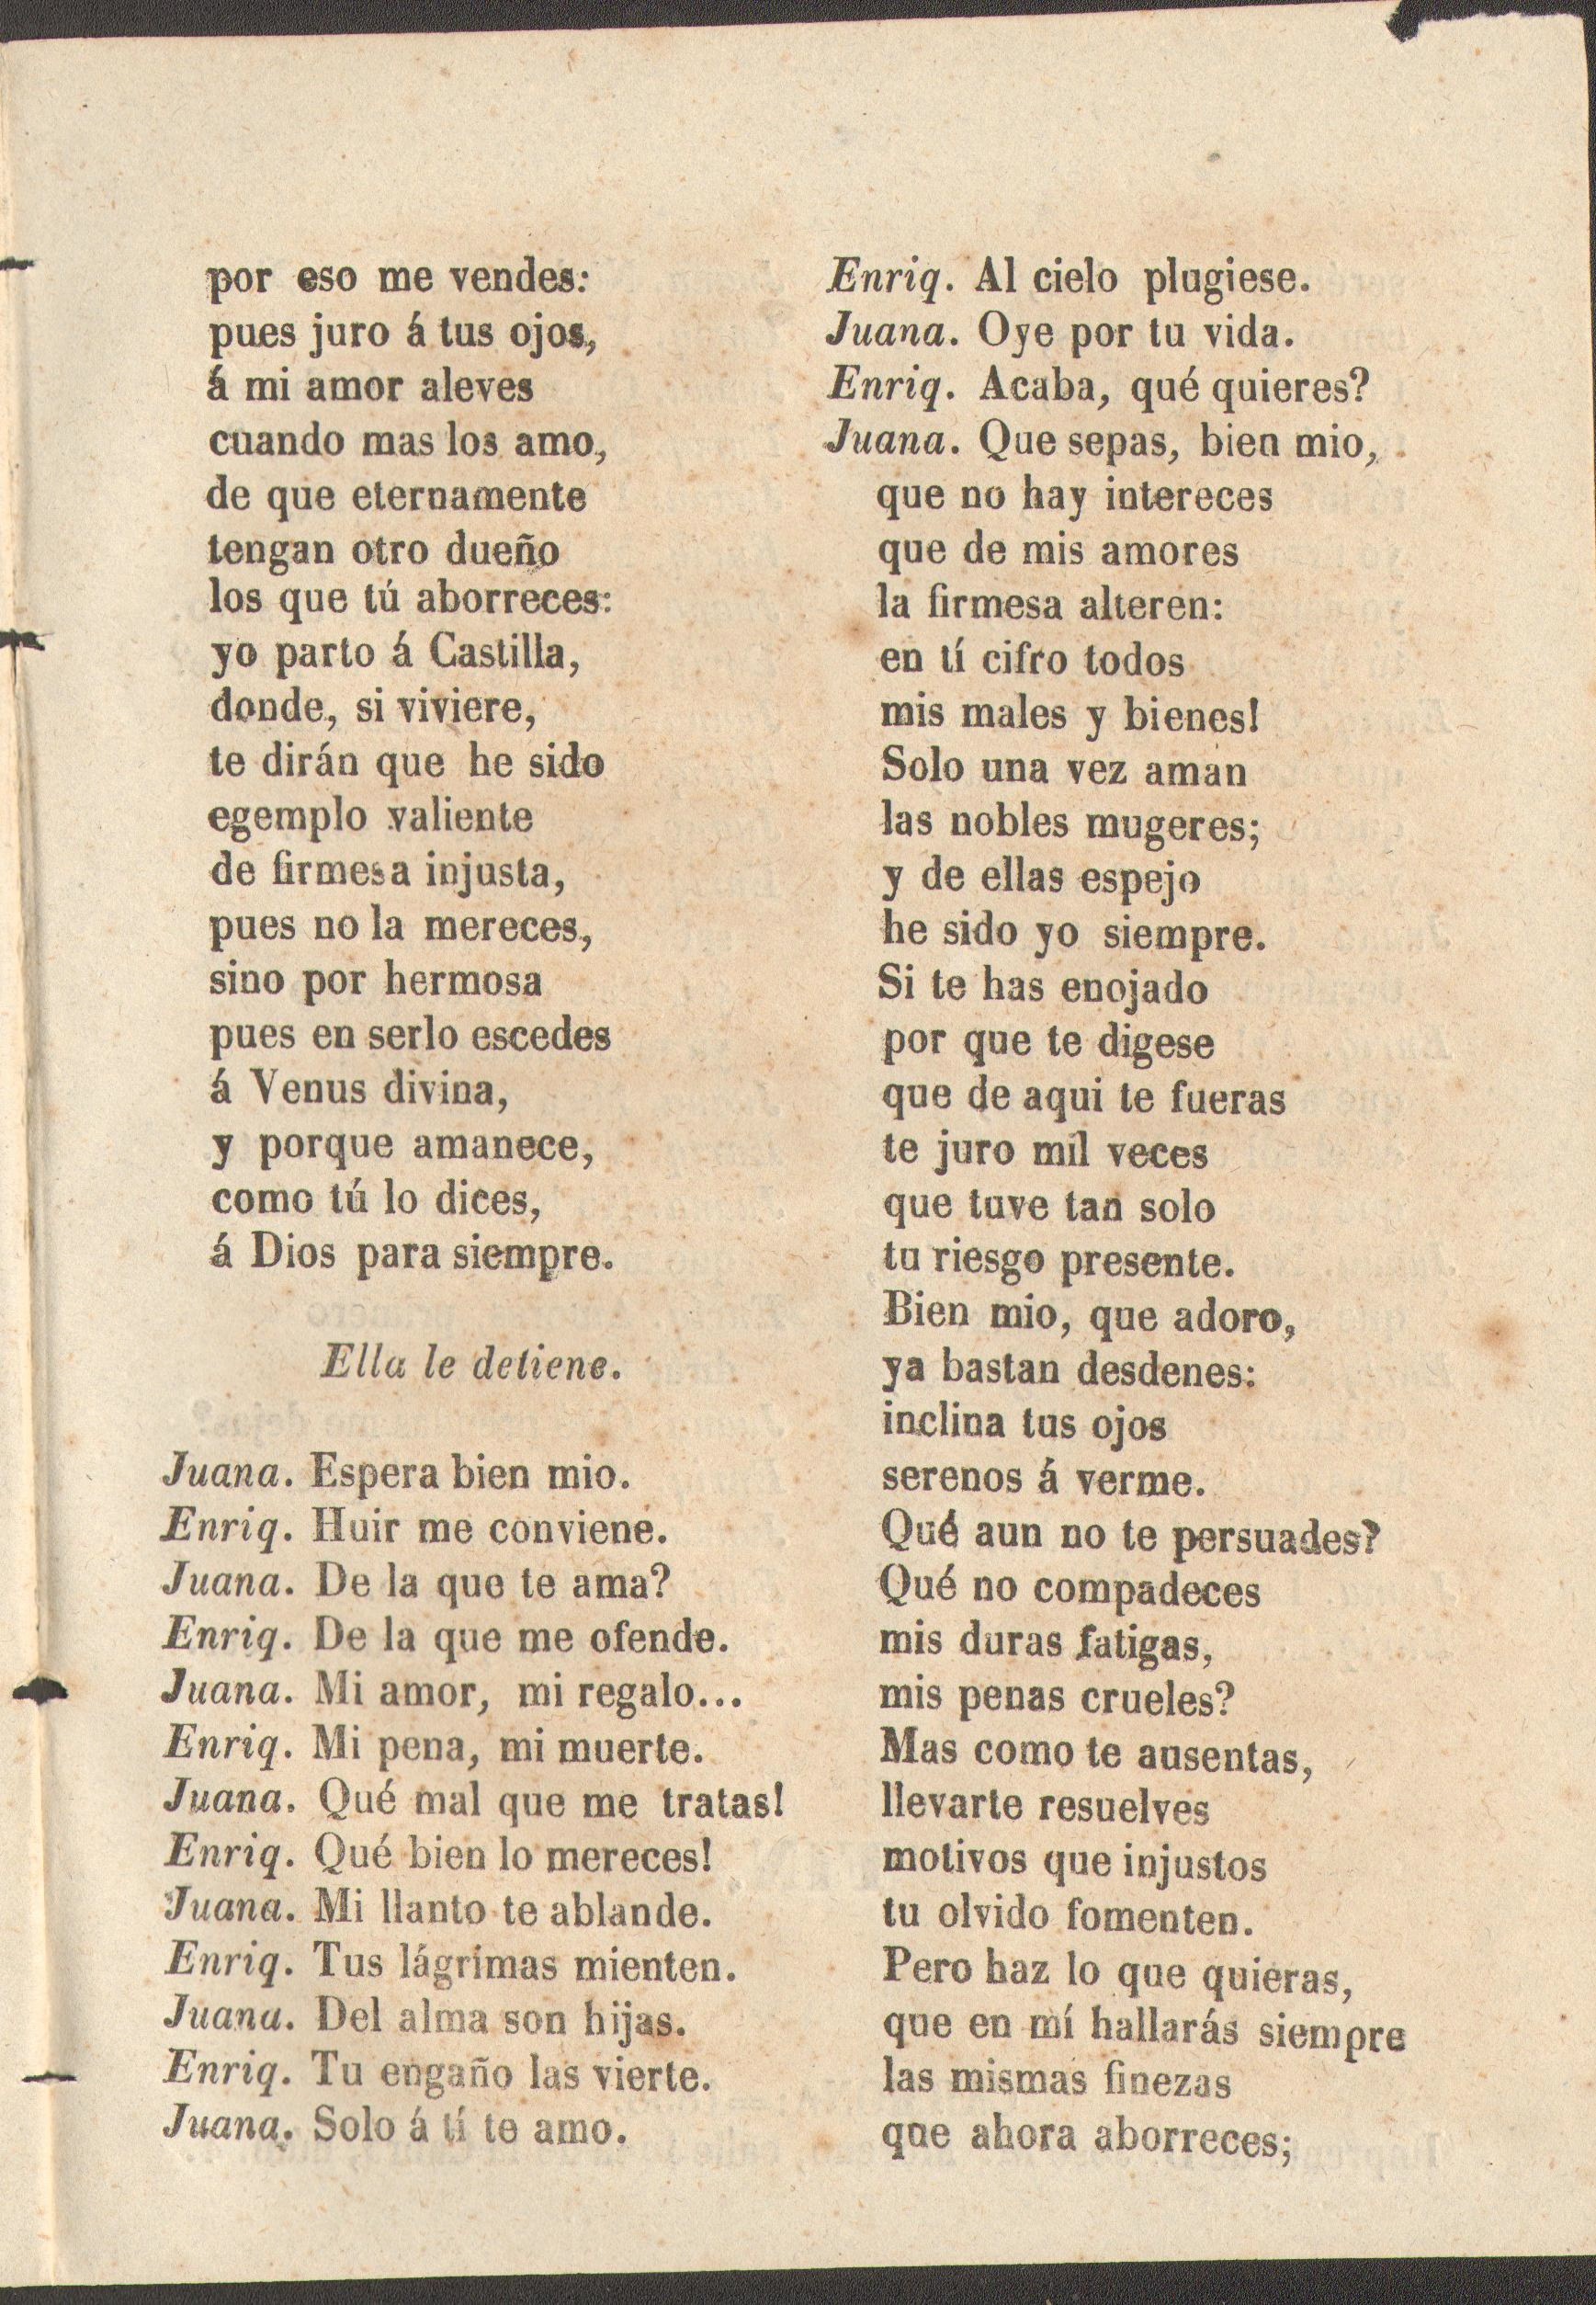 por eso me vendes:
pues juro á tus ojos,
á mi amor aleves
cuando mas los amo,
de que eternamente
tengan otro dueño
los que tú aborreces:
yo parto á Castilla,
donde, si viviere,
te dirán que he sido
egemplo valiente
de firmesa injusta,
pues no la mereces,
sino por hermosa
pues en serlo escedes
á Venus divina,
y porque amanece,
como tú lo dices,
á Dios para siempre.
Ella le detiene.
Juana. Espera bien mio.
Enriq. Huir me conviene.
Juana. De la que te ama?
Enriq. De la que me ofende.
Juana. Mi amor, mi regalo...
Enriq. Mi pena, mi muerte.
Juana. Qué mal que me tratas!
Enriq. Qué bien lo mereces!
Juana. Mi llanto te ablande.
Enriq. Tus lágrimas mienten.
Juana. Del alma son hijas.
Enriq. Tu engaño las vierte.
Juana. Solo á tí te amo.
Enriq. Al cielo plugiese.
Juana. Oye por tu vida.
Enriq. Acaba, qué quieres?
Juana. Que sepas, bien mio,
que no hay intereces
que de mis amores
la firmesa alteren:
en tí cifro todos
mis males y bienes!
Solo una vez aman
las nobles mugeres;
y de ellas espejo
he sido yo siempre.
Si te has enojado
por que te digese
que de aqui te fueras
te juro mil veces
que tuve tan solo
tu riesgo presente.
Bien mio, que adoro,
ya bastan desdenes:
inclina tus ojos
serenos á verme.
Qué aun no te persuades?
Qué no compadeces
mis duras fatigas,
mis penas crueles?
Mas como te ausentas,
llevarte resuelves
motivos que injustos
tu olvido fomenten.
Pero haz lo que quieras,
que en mí hallarás siempre
las mismas finezas
que ahora aborreces;